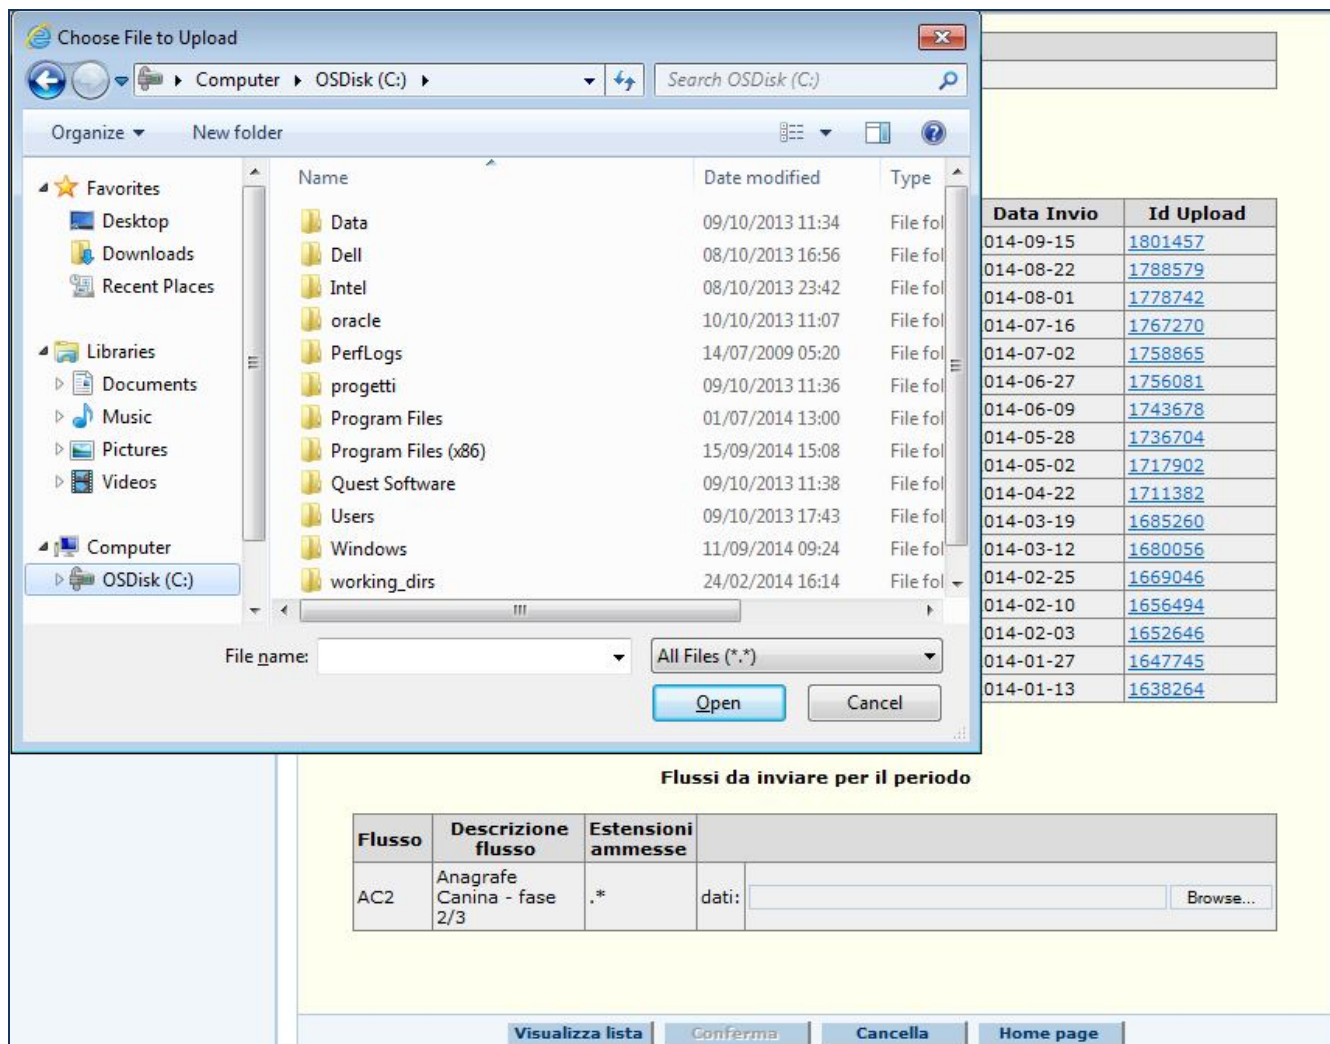 Choose File to Upload
Computer OSDisk (C:) Search OSDisk (C:)
Organize New folder
Favorites
Desktop
Downloads
Recent Places
Libraries
Documents
Music
Pictures
Videos
Computer
OSDisk (C:)
Name Date modified Type
Data 09/10/2013 11:34 File fol
Dell 08/10/2013 16:56 File fol
Intel 08/10/2013 23:42 File fol
oracle 10/10/2013 11:07 File fol
PerfLogs 14/07/2009 05:20 File fol
progetti 09/10/2013 11:36 File fol
Program Files 01/07/2014 13:00 File fol
Program Files (x86) 15/09/2014 15:08 File fol
Quest Software 09/10/2013 11:38 File fol
Users 09/10/2013 17:43 File fol
Windows 11/09/2014 09:24 File fol
working_dirs 24/02/2014 16:14 File fol
File name: All Files (*.*)
Open Cancel
Data Invio Id Upload
014-09-15 1801457
014-08-22 1788579
014-08-01 1778742
014-07-16 1767270
014-07-02 1758865
014-06-27 1756081
014-06-09 1743678
014-05-28 1736704
014-05-02 1717902
014-04-22 1711382
014-03-19 1685260
014-03-12 1680056
014-02-25 1669046
014-02-10 1656494
014-02-03 1652646
014-01-27 1647745
014-01-13 1638264
Flussi da inviare per il periodo
Flusso Descrizione flusso Estensioni ammesse
AC2 Anagrafe Canina - fase 2/3 .* dati: Browse...
Visualizza lista Conferma Cancella Home page